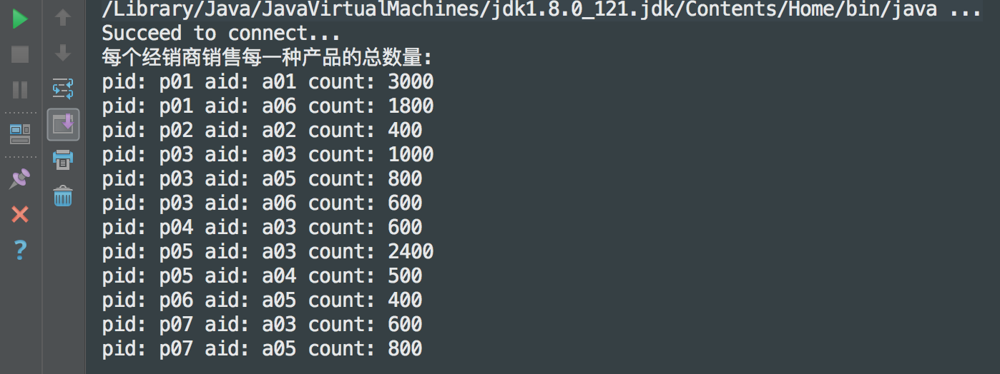 /Library/Java/JavaVirtualMachines/jdk1.8.0_121.jdk/Contents/Home/bin/java ...
Succeed to connect...
每个经销商销售每一种产品的总数量:
pid: p01 aid: a01 count: 3000
pid: p01 aid: a06 count: 1800
pid: p02 aid: a02 count: 400
pid: p03 aid: a03 count: 1000
pid: p03 aid: a05 count: 800
pid: p03 aid: a06 count: 600
pid: p04 aid: a03 count: 600
pid: p05 aid: a03 count: 2400
pid: p05 aid: a04 count: 500
pid: p06 aid: a05 count: 400
pid: p07 aid: a03 count: 600
pid: p07 aid: a05 count: 800